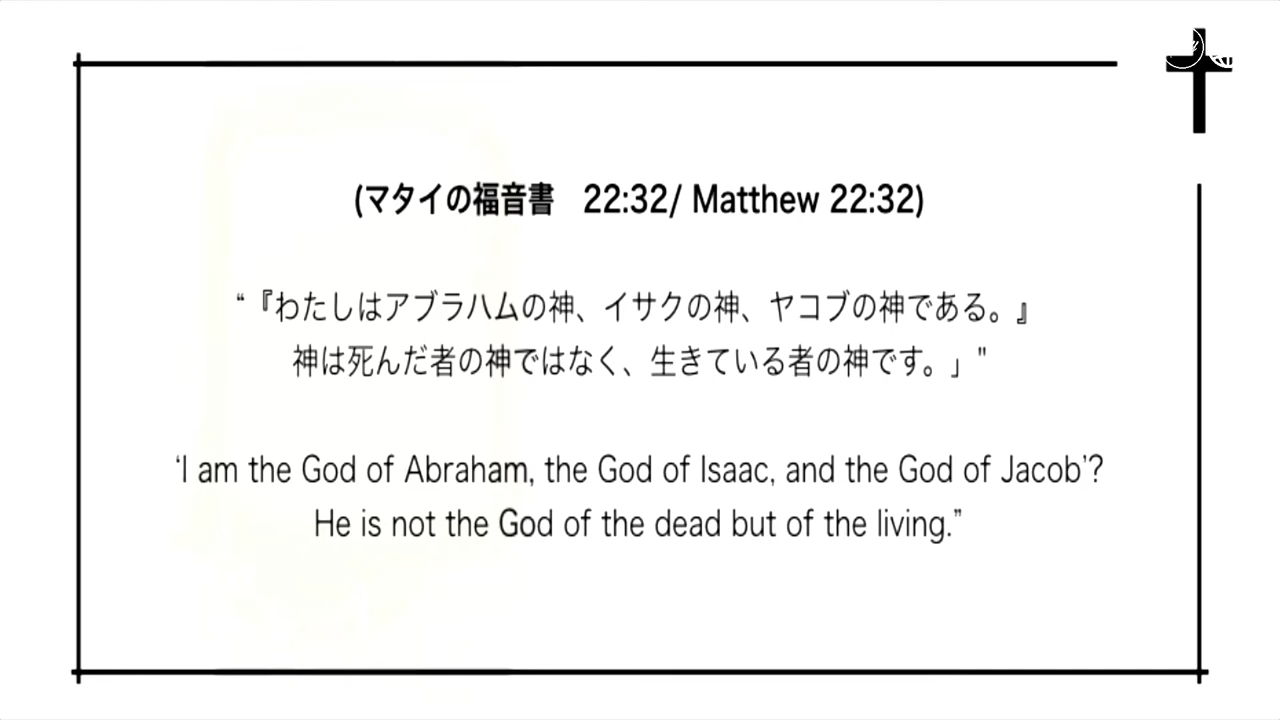 (マタイの福音書　22:32/ Matthew 22:32)
“『わたしはアブラハムの神、イサクの神、ヤコブの神である。』
神は死んだ者の神ではなく、生きている者の神です。」"
‘I am the God of Abraham, the God of Isaac, and the God of Jacob’?
He is not the God of the dead but of the living.”